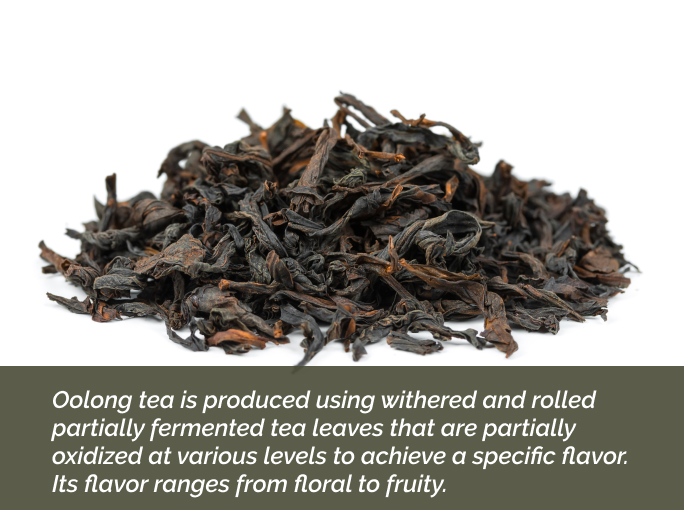 Oolong tea is produced using withered and rolled
partially fermented tea leaves that are partially
oxidized at various levels to achieve a specific flavor.
Its flavor ranges from floral to fruity.